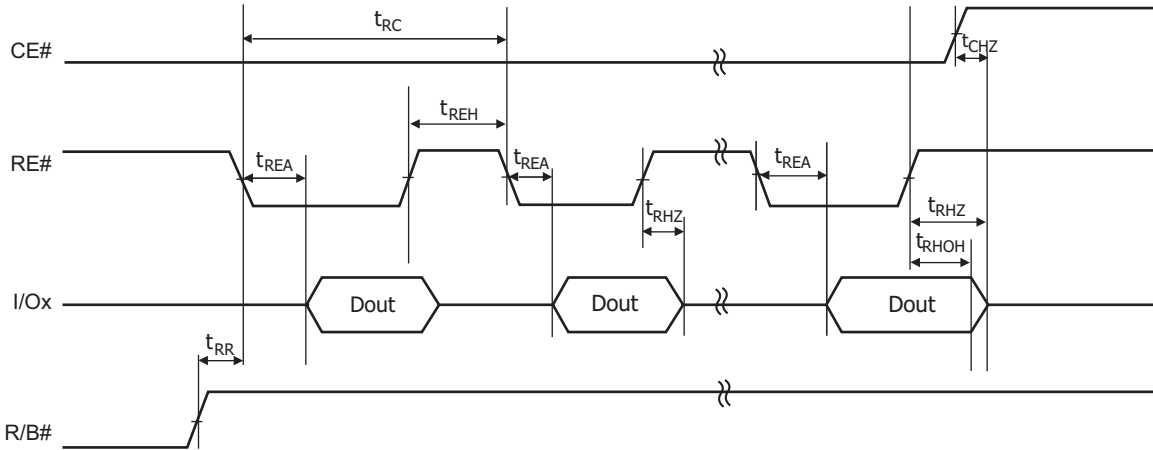 tRC
CE#
tCHZ
tREH
RE#
tREA
tREA
tREA
tRHZ
tRHZ
tRHOH
I/Ox
Dout
Dout
Dout
tRR
R/B#